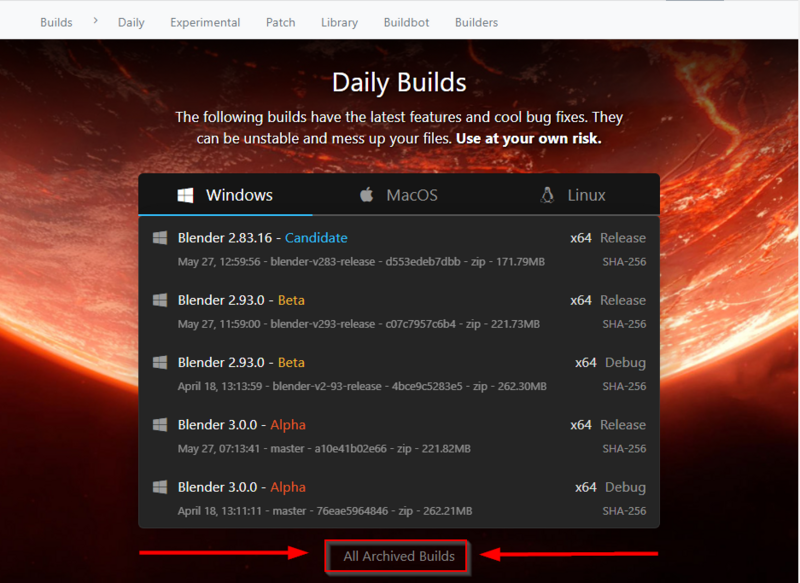 Builds > Daily Experimental Patch Library Buildbot Builders
Daily Builds
The following builds have the latest features and cool bug fixes. They
can be unstable and mess up your files. Use at your own risk.
Windows MacOS Linux
Blender 2.83.16 - Candidate x64 Release
May 27, 12:59:56 - blender-v283-release - d553edeb7dbb - zip - 171.79MB SHA-256
Blender 2.93.0 - Beta x64 Release
May 27, 11:59:00 - blender-v293-release - c07c7957c6b4 - zip - 221.73MB SHA-256
Blender 2.93.0 - Beta x64 Debug
April 18, 13:13:59 - blender-v2-93-release - 4bce9c5283e5 - zip - 262.30MB SHA-256
Blender 3.0.0 - Alpha x64 Release
May 27, 07:13:41 - master - a10e41b02e66 - zip - 221.82MB SHA-256
Blender 3.0.0 - Alpha x64 Debug
April 18, 13:11:11 - master - 76eae5964846 - zip - 262.21MB SHA-256
All Archived Builds